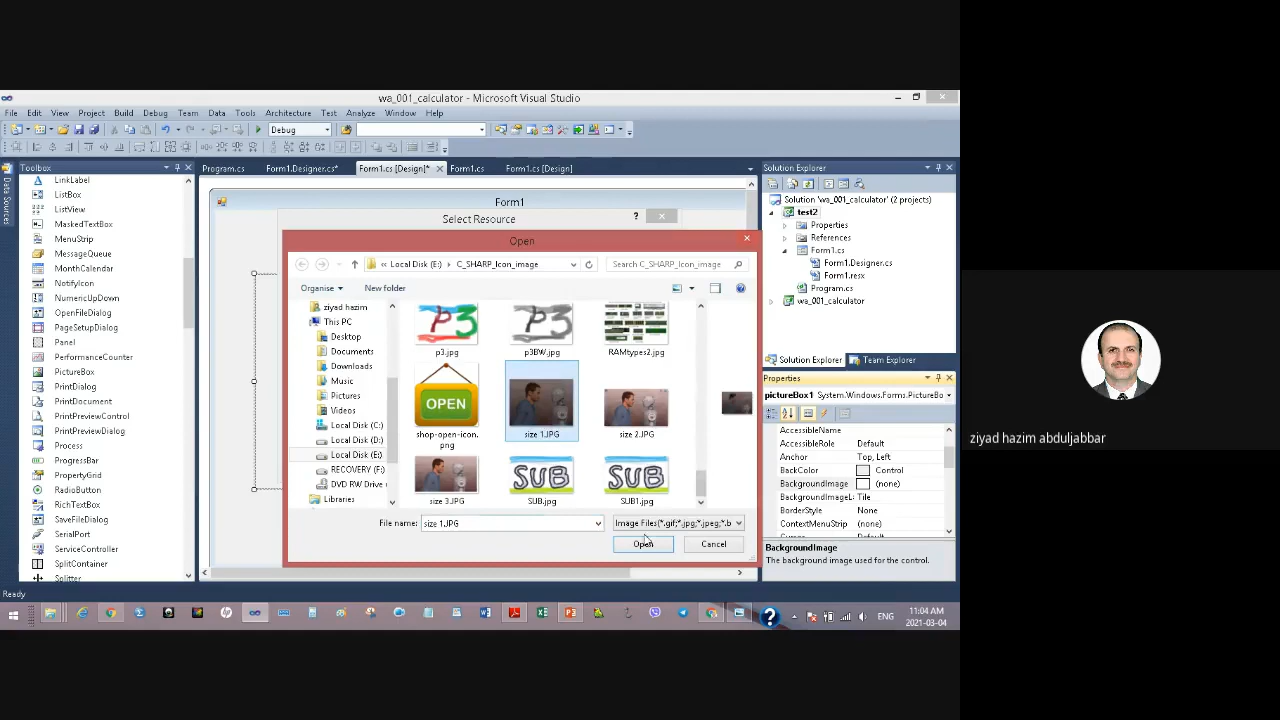 wa_001_calculator - Microsoft Visual Studio
File Edit View Project Build Debug Team Data Tools Architecture Test Analyze Window Help
Debug
Toolbox
Program.cs Form1.Designer.cs* Form1.cs [Design]* Form1.cs Form1.cs [Design]
Solution Explorer
Data Sources
LinkLabel
ListBox
ListView
MaskedTextBox
MenuStrip
MessageQueue
MonthCalendar
NotifyIcon
NumericUpDown
OpenFileDialog
PageSetupDialog
Panel
PerformanceCounter
PictureBox
PrintDialog
PrintDocument
PrintPreviewControl
PrintPreviewDialog
Process
ProgressBar
PropertyGrid
RadioButton
RichTextBox
SaveFileDialog
SerialPort
ServiceController
SplitContainer
Splitter
Form1
Select Resource
?
Open
« Local Disk (E:) C_SHARP_Icon_image
Search C_SHARP_Icon_image
Organise New folder
ziyad hazim
This PC
Desktop
Documents
Downloads
Music
Pictures
Videos
Local Disk (C:)
Local Disk (D:)
Local Disk (E:)
RECOVERY (F:)
DVD RW Drive
Libraries
P3
P3
p3.jpg
p3BW.jpg
RAMtypes2.jpg
OPEN
shop-open-icon.png
size 1.JPG
size 2.JPG
SUB
SUB
size 3.JPG
SUB.jpg
SUB1.jpg
File name: size 1.JPG
Image Files(*.gif;*.jpg;*.jpeg;*.b
Open Cancel
Solution 'wa_001_calculator' (2 projects)
test2
Properties
References
Form1.cs
Form1.Designer.cs
Form1.resx
Program.cs
wa_001_calculator
Solution Explorer Team Explorer
Properties
pictureBox1 System.Windows.Forms.PictureBo
AccessibleName
AccessibleRole Default
Anchor Top, Left
BackColor Control
BackgroundImage (none)
BackgroundImageL Tile
BorderStyle None
ContextMenuStrip (none)
BackgroundImage
The background image used for the control.
Ready
ENG
11:04 AM
2021-03-04
ziyad hazim abduljabbar